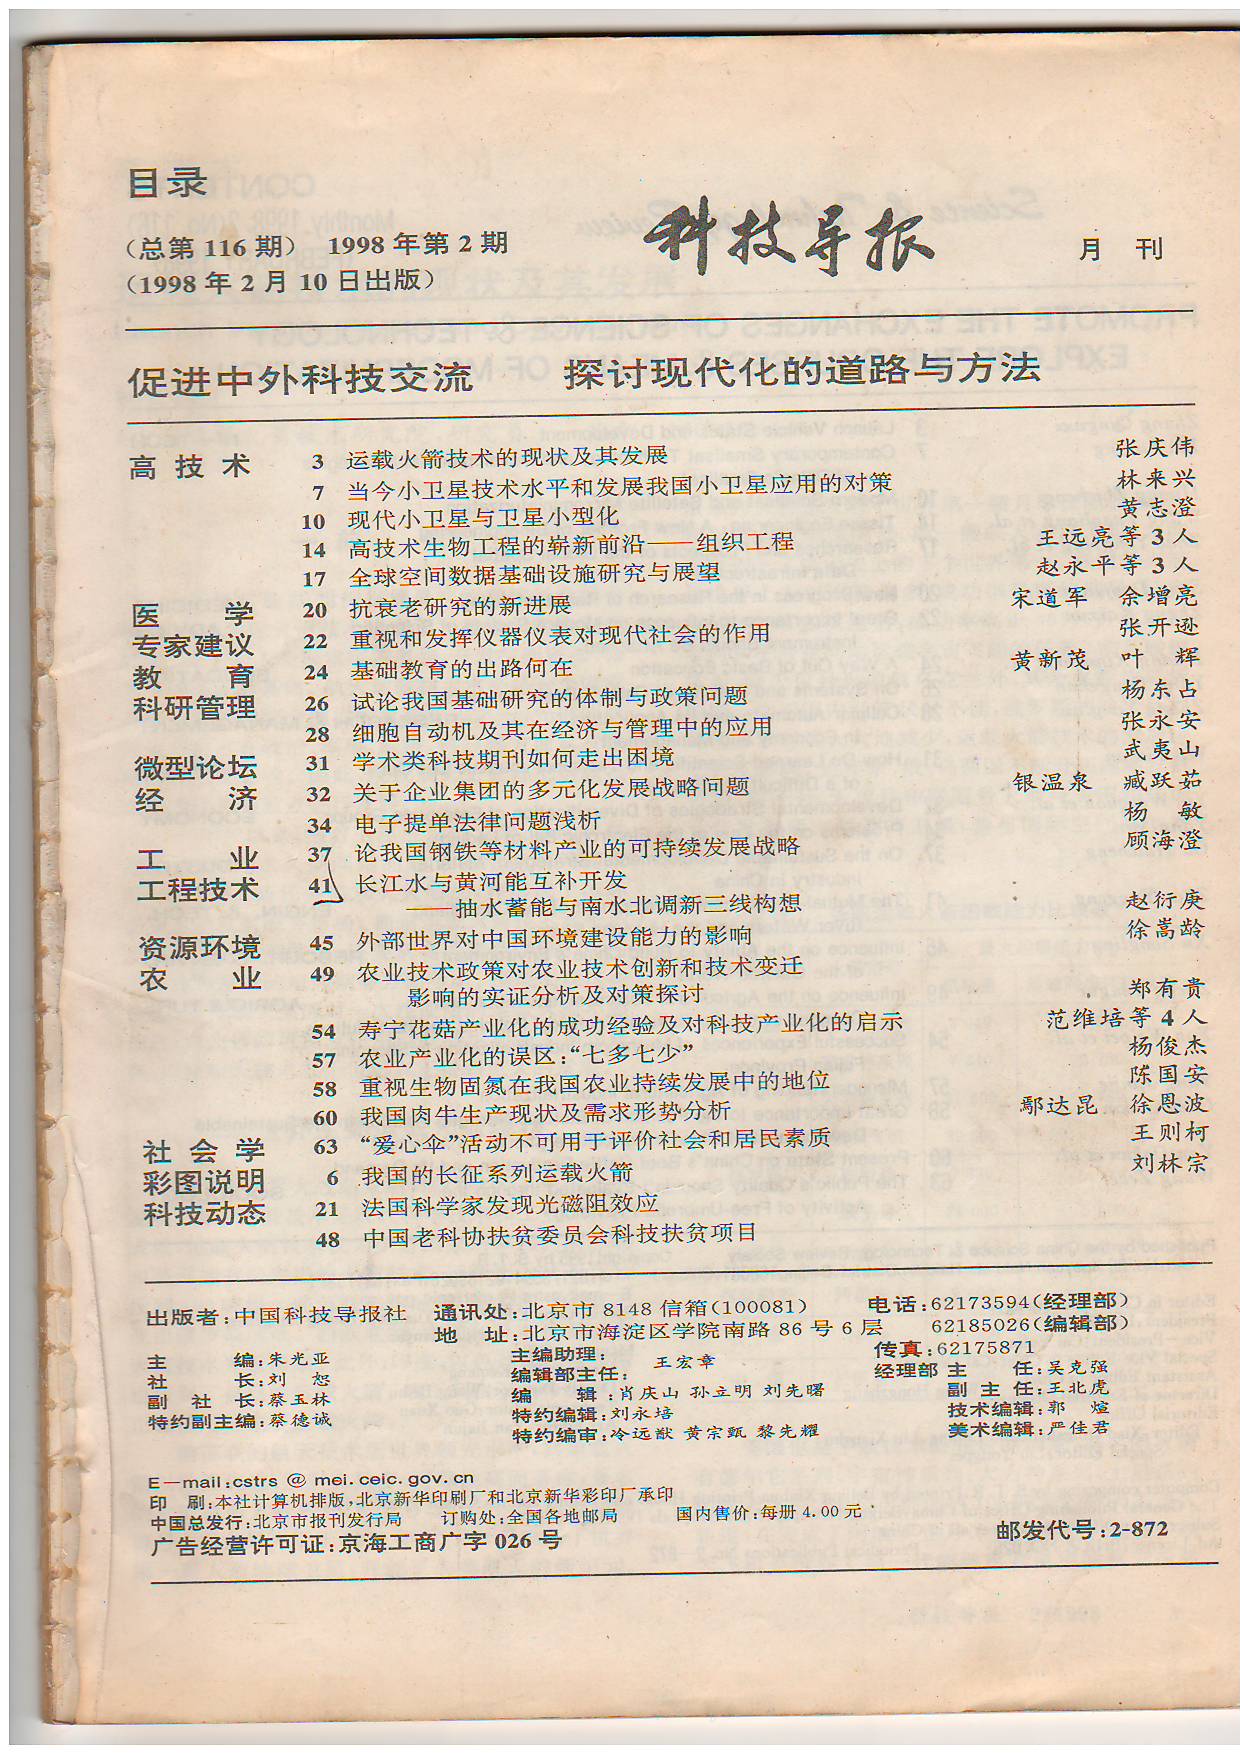 目录
科技导报
月 刊
(总第 116 期) 1998 年第 2 期
(1998 年 2 月 10 日出版)
促进中外科技交流 探讨现代化的道路与方法
高技术 3 运载火箭技术的现状及其发展 张庆伟
7 当今小卫星技术水平和发展我国小卫星应用的对策 林来兴
10 现代小卫星与卫星小型化 黄志澄
14 高技术生物工程的崭新前沿——组织工程 王远亮等 3 人
17 全球空间数据基础设施研究与展望 赵永平等 3 人
医 学 20 抗衰老研究的新进展 宋道军 余增亮
专家建议 22 重视和发挥仪器仪表对现代社会的作用 张开逊
教 育 24 基础教育的出路何在 黄新茂 叶 辉
科研管理 26 试论我国基础研究的体制与政策问题 杨东占
28 细胞自动机及其在经济与管理中的应用 张永安
微型论坛 31 学术类科技期刊如何走出困境 武夷山
经 济 32 关于企业集团的多元化发展战略问题 银温泉 臧跃茹
34 电子提单法律问题浅析 杨 敏
工 业 37 论我国钢铁等材料产业的可持续发展战略 顾海澄
工程技术 41 长江水与黄河能互补开发
——抽水蓄能与南水北调新三线构想 赵衍庚
资源环境 45 外部世界对中国环境建设能力的影响 徐嵩龄
农 业 49 农业技术政策对农业技术创新和技术变迁
影响的实证分析及对策探讨 郑有贵
54 寿宁花菇产业化的成功经验及对科技产业化的启示 范维培等 4 人
57 农业产业化的误区:“七多七少” 杨俊杰
58 重视生物固氮在我国农业持续发展中的地位 陈国安
60 我国肉牛生产现状及需求形势分析 鄢达昆 徐恩波
社会学 63 “爱心伞”活动不可用于评价社会和居民素质 王则柯
彩图说明 6 我国的长征系列运载火箭 刘林宗
科技动态 21 法国科学家发现光磁阻效应
48 中国老科协扶贫委员会科技扶贫项目
出版者:中国科技导报社 通讯处:北京市 8148 信箱(100081) 电话:62173594(经理部)
地 址:北京市海淀区学院南路 86 号 6 层 62185026(编辑部)
传真:62175871
主 编:朱光亚 主编助理: 经理部 主 任:吴克强
社 长:刘 恕 编辑部主任: 王宏章 副 主 任:王北虎
副 社 长:蔡玉林 编 辑:肖庆山 孙立明 刘先曙 技术编辑:郭 煊
特约副主编:蔡德诚 特约编辑:刘永培 美术编辑:严佳君
特约编审:冷远猷 黄宗甄 黎先耀
E-mail:cstrs @ mei.ceic.gov.cn
印 刷:本社计算机排版,北京新华印刷厂和北京新华彩印厂承印
中国总发行:北京市报刊发行局 订购处:全国各地邮局 国内售价:每册 4.00 元
广告经营许可证:京海工商广字 026 号 邮发代号:2-872